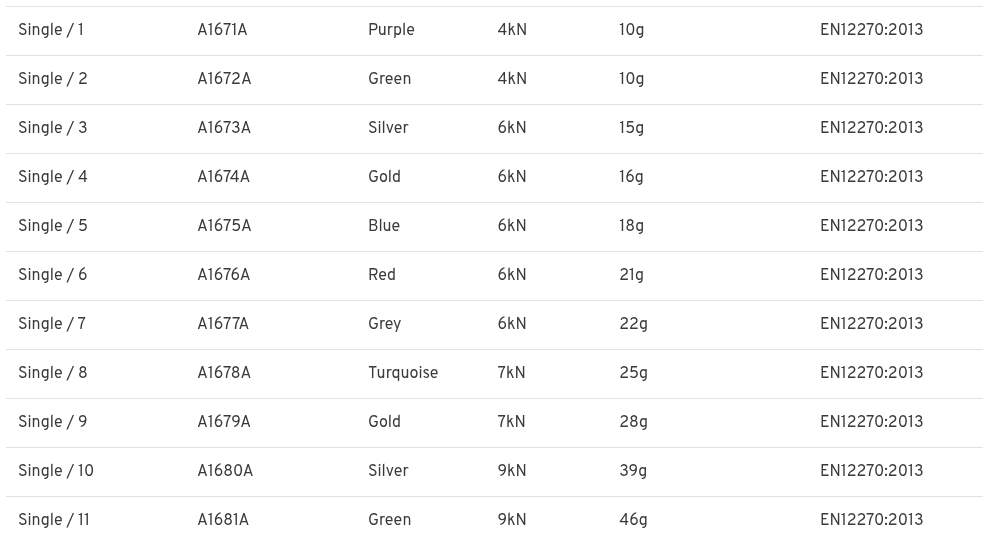 Single / 1 A1671A Purple 4kN 10g EN12270:2013
Single / 2 A1672A Green 4kN 10g EN12270:2013
Single / 3 A1673A Silver 6kN 15g EN12270:2013
Single / 4 A1674A Gold 6kN 16g EN12270:2013
Single / 5 A1675A Blue 6kN 18g EN12270:2013
Single / 6 A1676A Red 6kN 21g EN12270:2013
Single / 7 A1677A Grey 6kN 22g EN12270:2013
Single / 8 A1678A Turquoise 7kN 25g EN12270:2013
Single / 9 A1679A Gold 7kN 28g EN12270:2013
Single / 10 A1680A Silver 9kN 39g EN12270:2013
Single / 11 A1681A Green 9kN 46g EN12270:2013